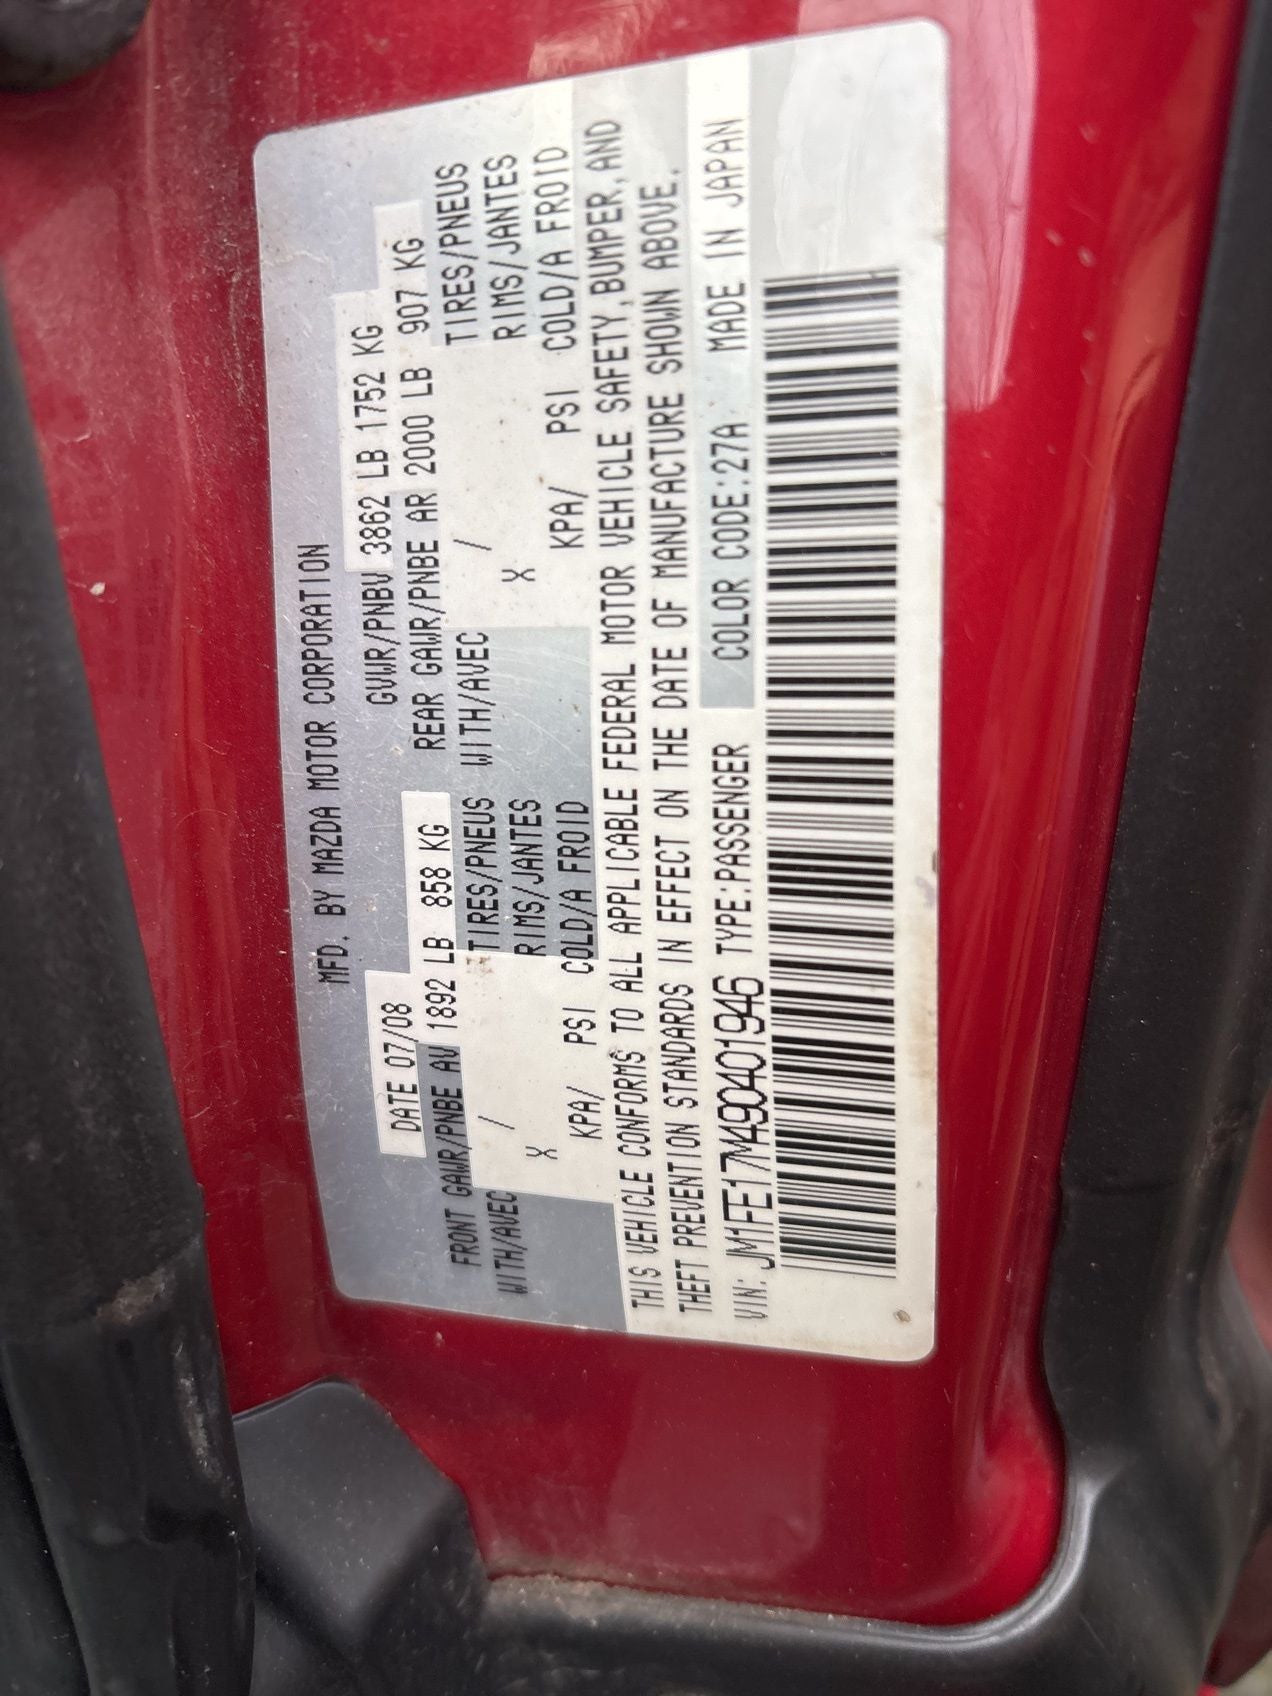 MFD. BY MAZDA MOTOR CORPORATION
DATE 07/08 GVWR/PNBV 3862 LB 1752 KG
FRONT GAWR/PNBE AV 1892 LB 858 KG REAR GAWR/PNBE AR 2000 LB 907 KG
WITH/AVEC / TIRES/PNEUS WITH/AVEC / TIRES/PNEUS
X RIMS/JANTES X RIMS/JANTES
KPA/ PSI COLD/A FROID KPA/ PSI COLD/A FROID
THIS VEHICLE CONFORMS TO ALL APPLICABLE FEDERAL MOTOR VEHICLE SAFETY, BUMPER, AND
THEFT PREVENTION STANDARDS IN EFFECT ON THE DATE OF MANUFACTURE SHOWN ABOVE.
VIN: JM1FE17M490401946 TYPE:PASSENGER COLOR CODE:27A MADE IN JAPAN